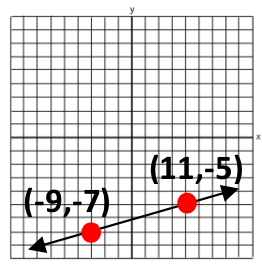 y
x
(11,-5)
(-9,-7)